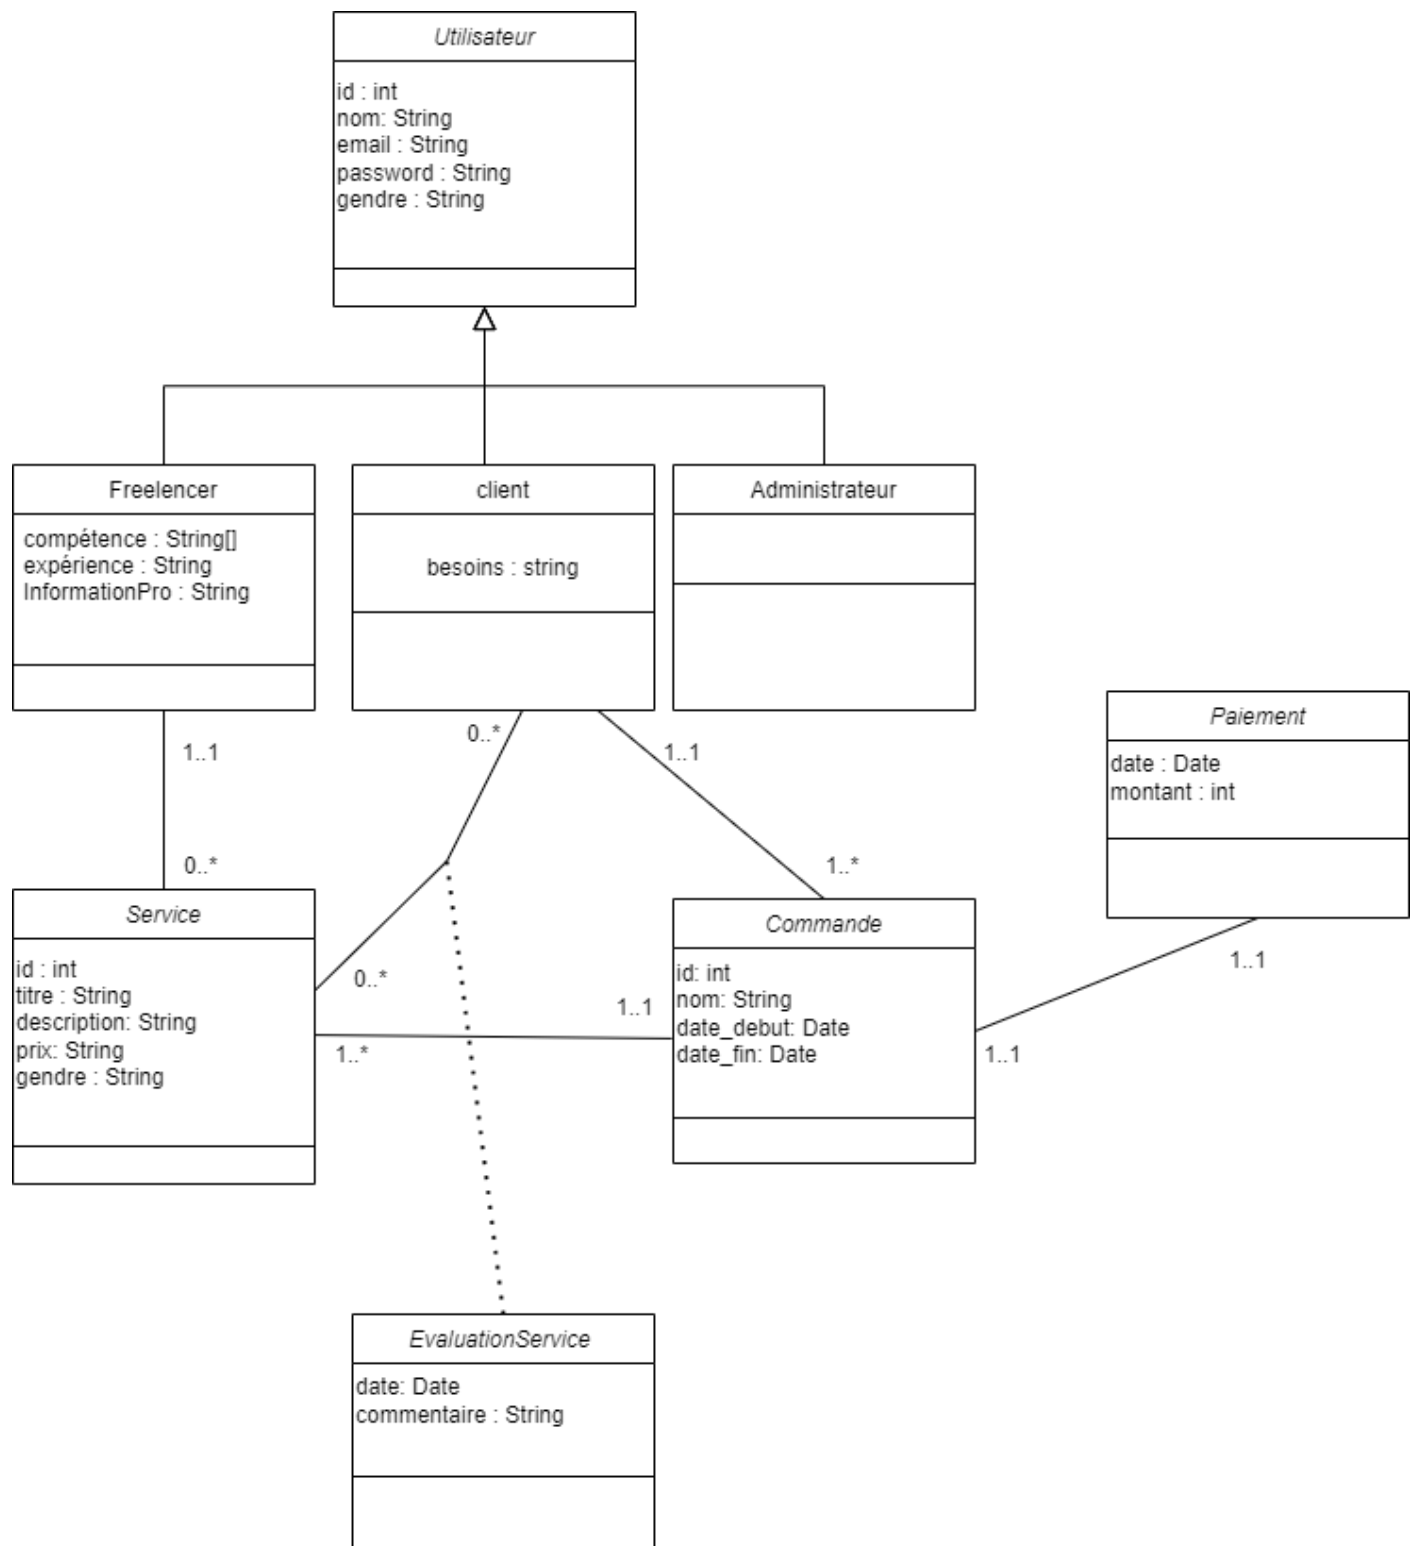 Utilisateur
id : int
nom: String
email : String
password : String
gendre : String
Freelencer
compétence : String[]
expérience : String
InformationPro : String
client
besoins : string
Administrateur
Paiement
date : Date
montant : int
1..1
0..*
0..*
0..*
1..1
1..*
Service
id : int
titre : String
description: String
prix: String
gendre : String
1..*
1..1
Commande
id: int
nom: String
date_debut: Date
date_fin: Date
1..1
1..1
EvaluationService
date: Date
commentaire : String